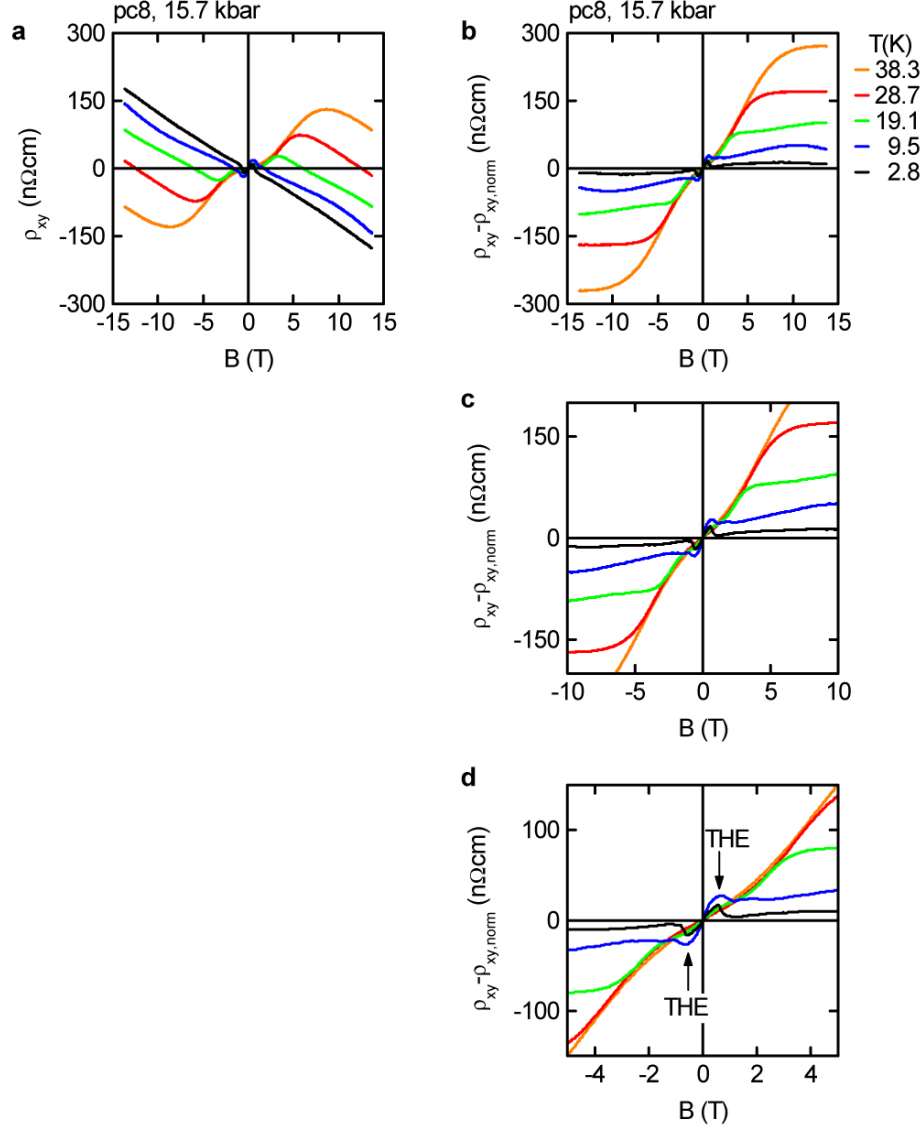 pc8, 15.7 kbar
a
300
150
0
-150
-300
ρxy (nΩcm)
-15 -10 -5 0 5 10 15
B (T)
pc8, 15.7 kbar
b
300
150
0
-150
-300
ρxy-ρxy,norm (nΩcm)
-15 -10 -5 0 5 10 15
B (T)
T(K)
38.3
28.7
19.1
9.5
2.8
c
150
0
-150
ρxy-ρxy,norm (nΩcm)
-10 -5 0 5 10
B (T)
d
100
0
-100
ρxy-ρxy,norm (nΩcm)
THE
THE
-4 -2 0 2 4
B (T)